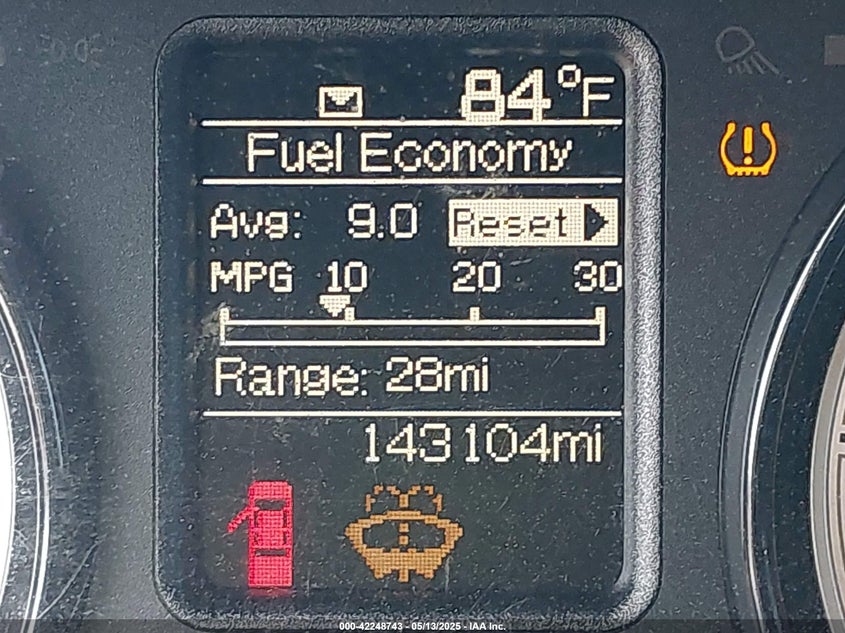 84°F
Fuel Economy
Avg: 9.0 Reset
MPG 10 20 30
Range: 28mi
143104mi
000-42248743 - 05/13/2025 - IAA Inc.